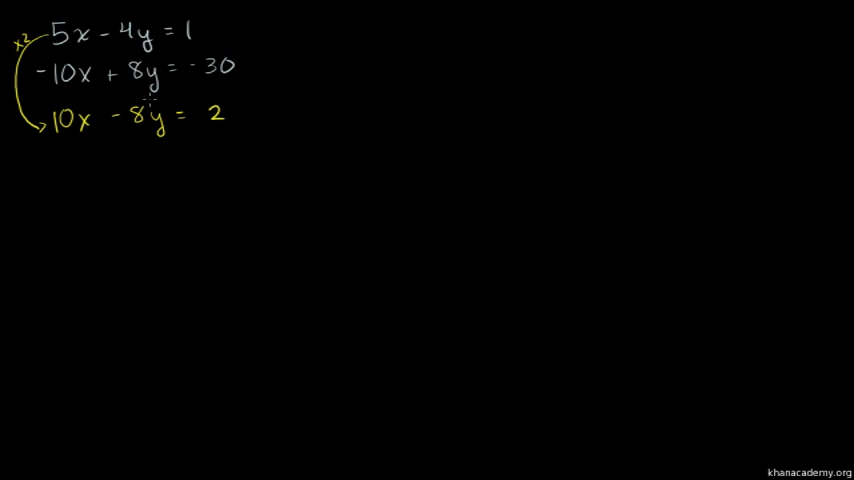 5x - 4y = 1
-10x + 8y = -30
x2
10x - 8y = 2
khanacademy.org